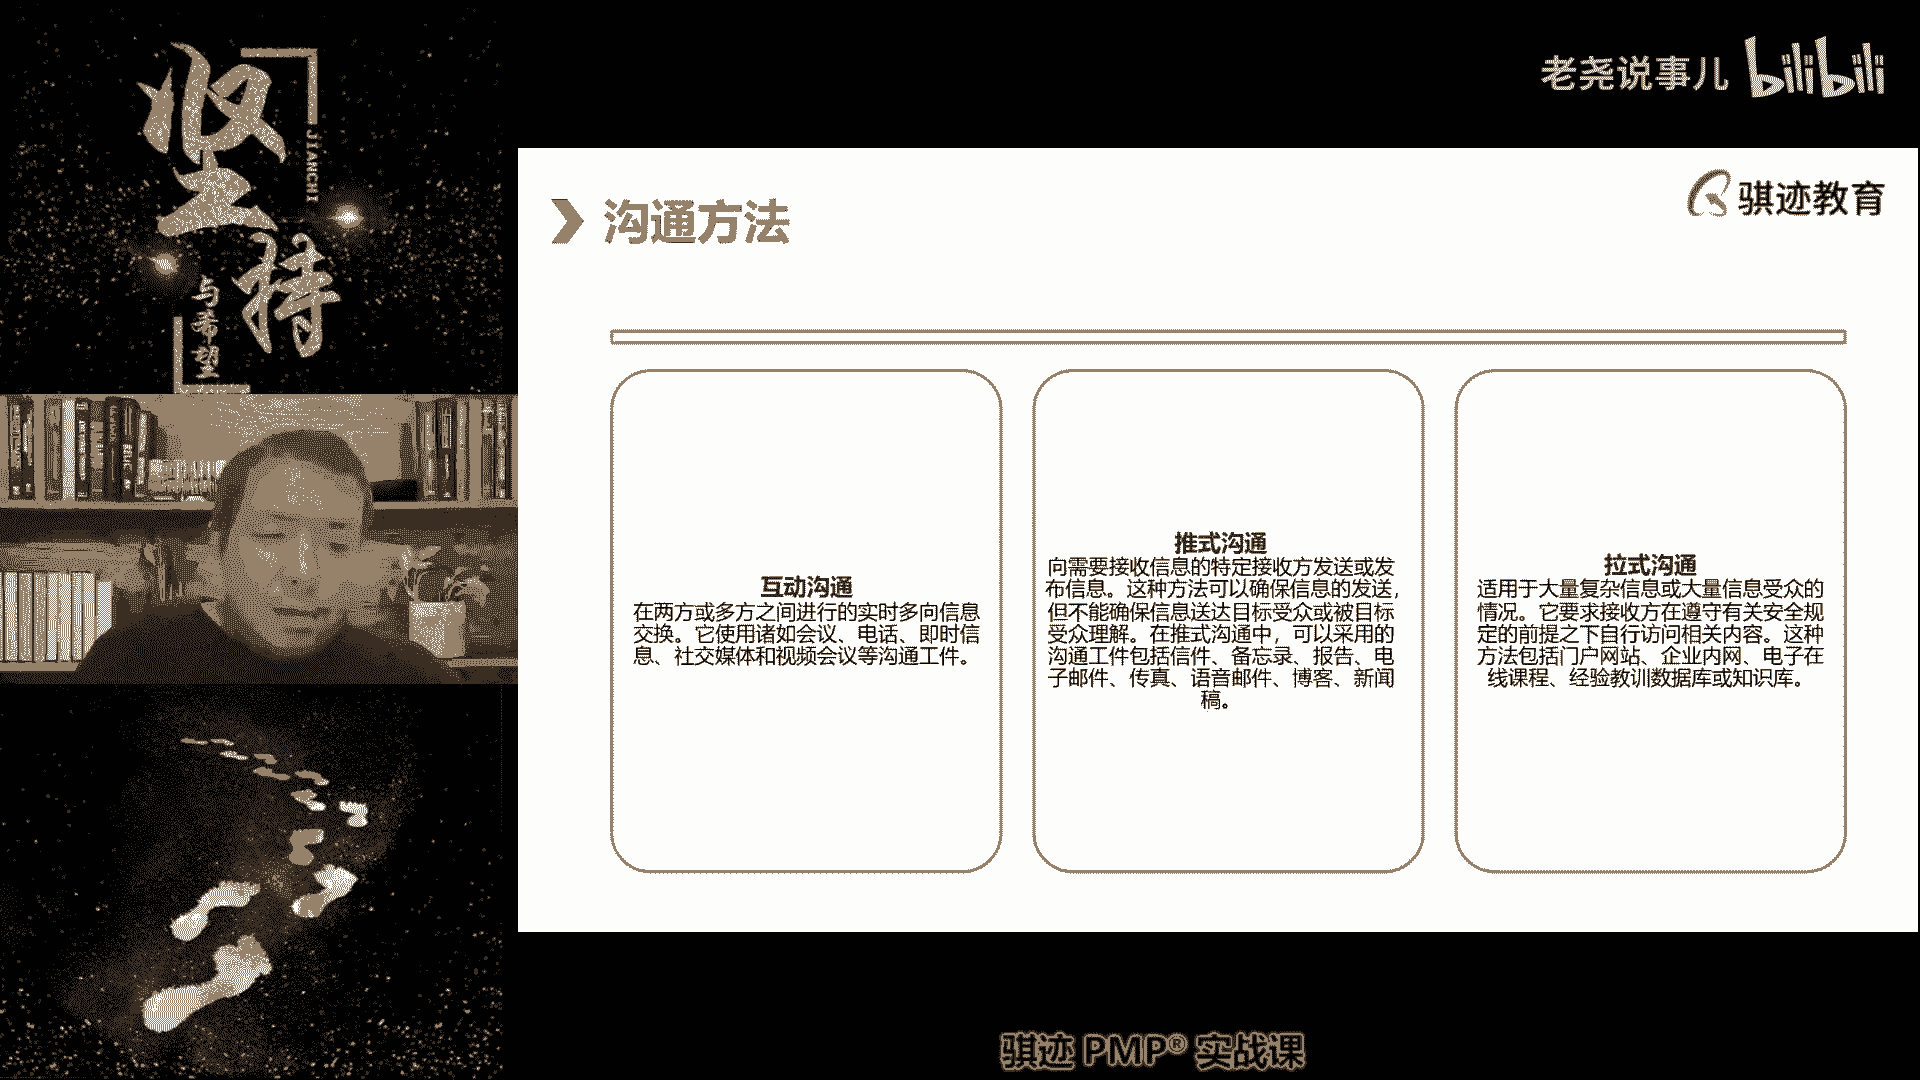 坚持
JIANCHI
与希望
老尧说事儿 bilibili
骐迹教育
沟通方法
互动沟通
在两方或多方之间进行的实时多向信息
交换。它使用诸如会议、电话、即时信
息、社交媒体和视频会议等沟通工件。
推式沟通
向需要接收信息的特定接收方发送或发
布信息。这种方法可以确保信息的发送，
但不能确保信息送达目标受众或被目标
受众理解。在推式沟通中，可以采用的
沟通工件包括信件、备忘录、报告、电
子邮件、传真、语音邮件、博客、新闻
稿。
拉式沟通
适用于大量复杂信息或大量信息受众的
情况。它要求接收方在遵守有关安全规
定的前提之下自行访问相关内容。这种
方法包括门户网站、企业内网、电子在
线课程、经验教训数据库或知识库。
骐迹 PMP® 实战课